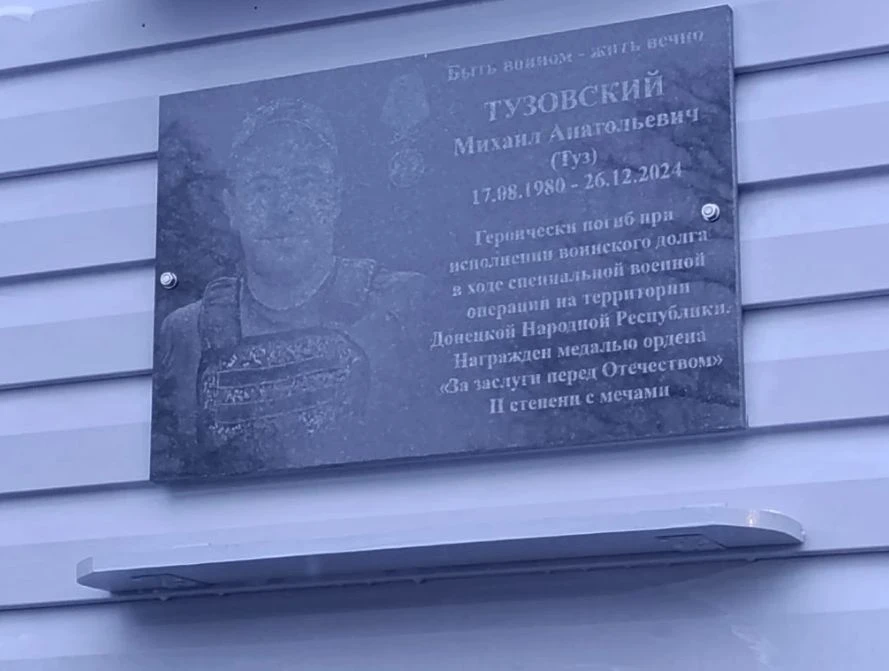 Быть воином - жить вечно
ТУЗОВСКИЙ
Михаил Анатольевич
(Туз)
17.08.1980 - 26.12.2024
Героически погиб при
исполнении воинского долга
в ходе специальной военной
операции на территории
Донецкой Народной Республики.
Награжден медалью ордена
«За заслуги перед Отечеством»
II степени с мечами